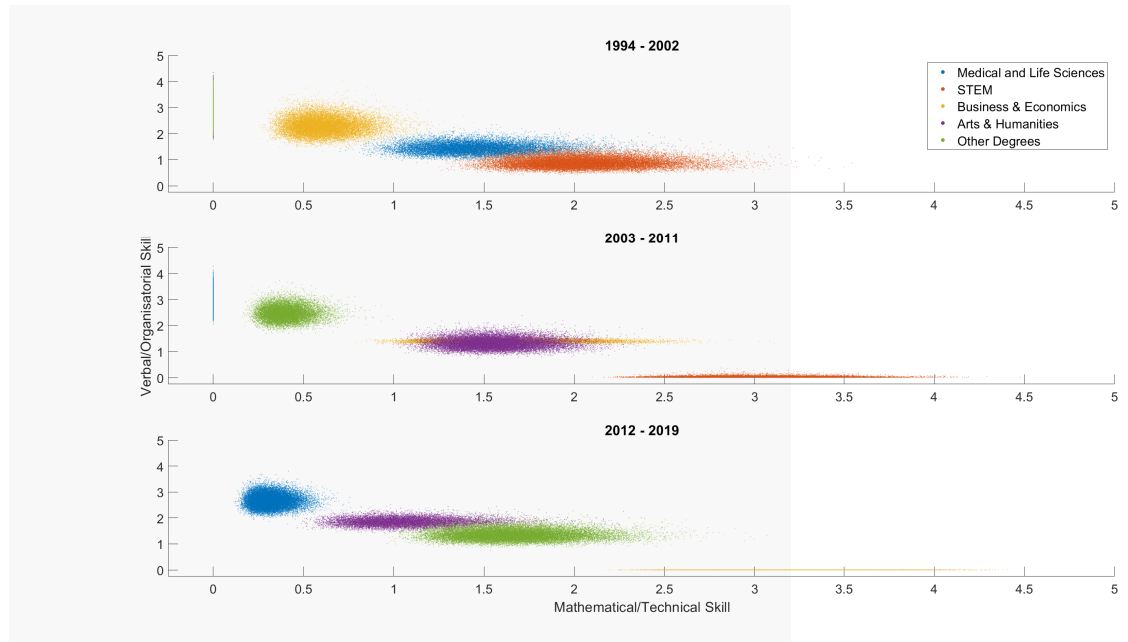 1994 - 2002
5
4
3
2
1
0
0 0.5 1 1.5 2 2.5 3 3.5 4 4.5 5
Medical and Life Sciences
STEM
Business & Economics
Arts & Humanities
Other Degrees
Verbal/Organisatorial Skill
2003 - 2011
5
4
3
2
1
0
0 0.5 1 1.5 2 2.5 3 3.5 4 4.5 5
2012 - 2019
5
4
3
2
1
0
0 0.5 1 1.5 2 2.5 3 3.5 4 4.5 5
Mathematical/Technical Skill